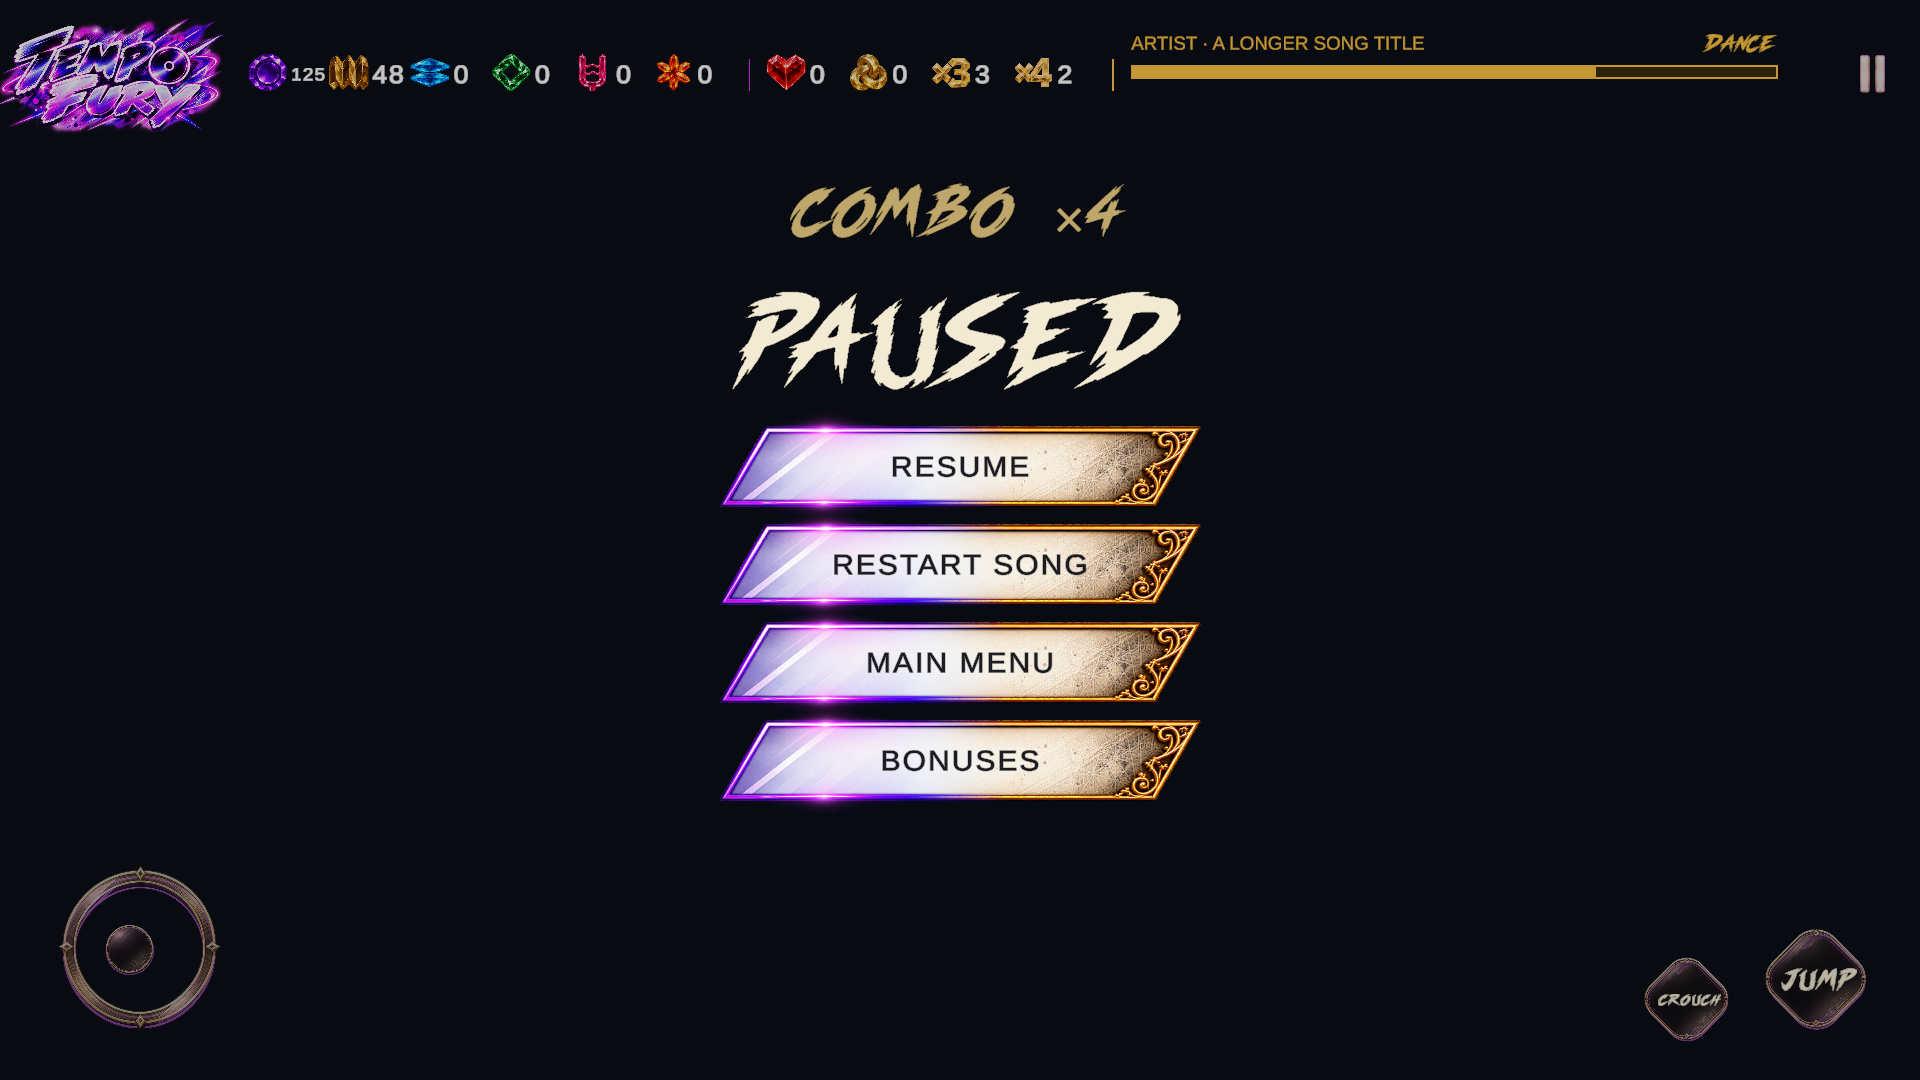 TEMPO FURY
125 48 0 0 0 0 0 0 ×3 3 ×4 2
ARTIST · A LONGER SONG TITLE
DANCE
COMBO ×4
PAUSED
RESUME
RESTART SONG
MAIN MENU
BONUSES
CROUCH
JUMP